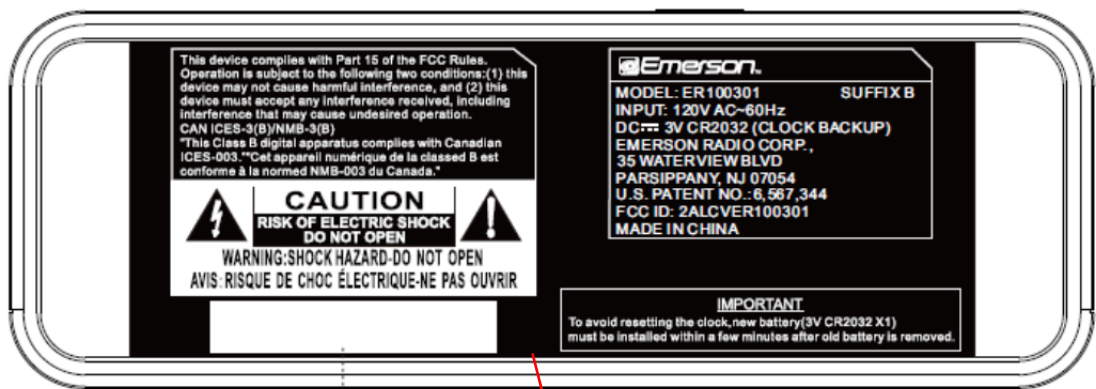 This device complies with Part 15 of the FCC Rules.
Operation is subject to the following two conditions:(1) this
device may not cause harmful interference, and (2) this
device must accept any interference received, including
interference that may cause undesired operation.
CAN ICES-3(B)/NMB-3(B)
"This Class B digital apparatus complies with Canadian
ICES-003.""Cet appareil numérique de la classed B est
conforme à la normed NMB-003 du Canada."
CAUTION
RISK OF ELECTRIC SHOCK
DO NOT OPEN
WARNING:SHOCK HAZARD-DO NOT OPEN
AVIS:RISQUE DE CHOC ÉLECTRIQUE-NE PAS OUVRIR
Emerson
MODEL: ER100301 SUFFIX B
INPUT: 120V AC~60Hz
DC⎓ 3V CR2032 (CLOCK BACKUP)
EMERSON RADIO CORP.,
35 WATERVIEW BLVD
PARSIPPANY, NJ 07054
U.S. PATENT NO.:6,567,344
FCC ID: 2ALCVER100301
MADE IN CHINA
IMPORTANT
To avoid resetting the clock,new battery(3V CR2032 X1)
must be installed within a few minutes after old battery is removed.